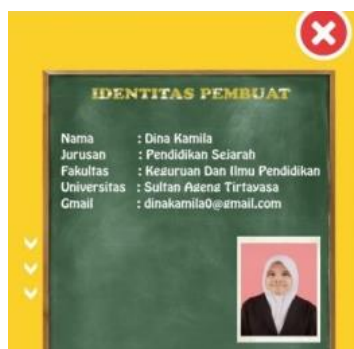 IDENTITAS PEMBUAT
Nama : Dina Kamila
Jurusan : Pendidikan Sejarah
Fakultas : Keguruan Dan Ilmu Pendidikan
Universitas : Sultan Ageng Tirtayasa
Gmail : dinakamila0@gmail.com